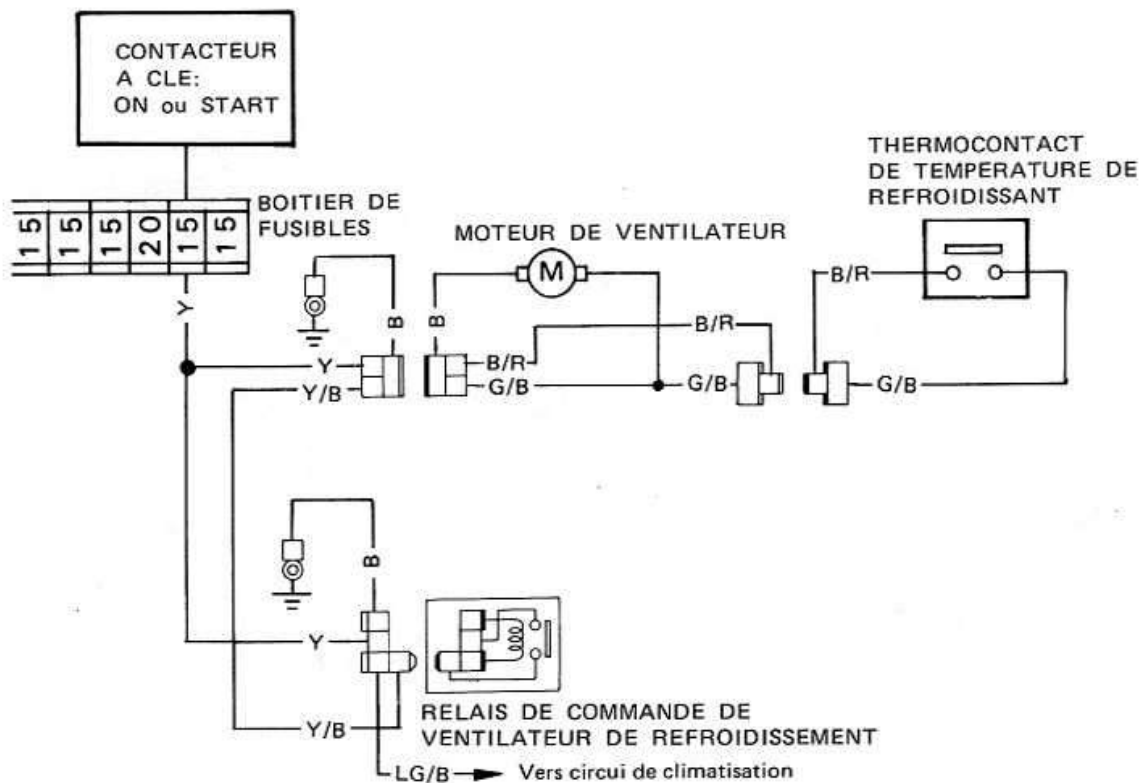 CONTACTEUR
A CLE:
ON ou START
BOITIER DE
FUSIBLES
15
15
15
20
15
15
THERMOCONTACT
DE TEMPERATURE DE
REFROIDISSANT
MOTEUR DE VENTILATEUR
M
Y
B
B
B/R
B/R
B/R
Y
Y/B
G/B
G/B
G/B
B
Y
Y/B
RELAIS DE COMMANDE DE
VENTILATEUR DE REFROIDISSEMENT
LG/B
Vers circui de climatisation